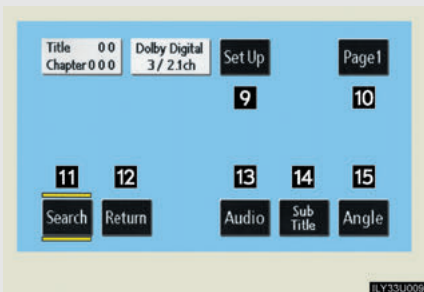 Title 0 0
Chapter 0 0 0
Dolby Digital
3 / 2.1ch
Set Up
Page1
9
10
11
12
13
14
15
Search
Return
Audio
Sub
Title
Angle
ILY33U009